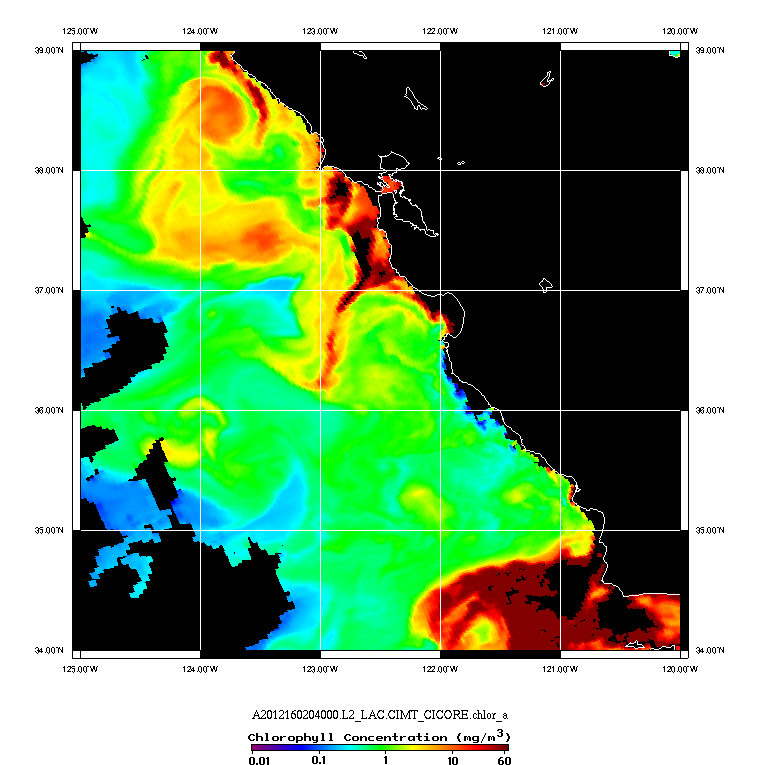 125.00°W 124.00°W 123.00°W 122.00°W 121.00°W 120.00°W
39.00°N 39.00°N
38.00°N 38.00°N
37.00°N 37.00°N
36.00°N 36.00°N
35.00°N 35.00°N
34.00°N 34.00°N
125.00°W 124.00°W 123.00°W 122.00°W 121.00°W 120.00°W
A2012160204000.L2_LAC.CIMT_CICORE.chlor_a
Chlorophyll Concentration (mg/m³)
0.01 0.1 1 10 60